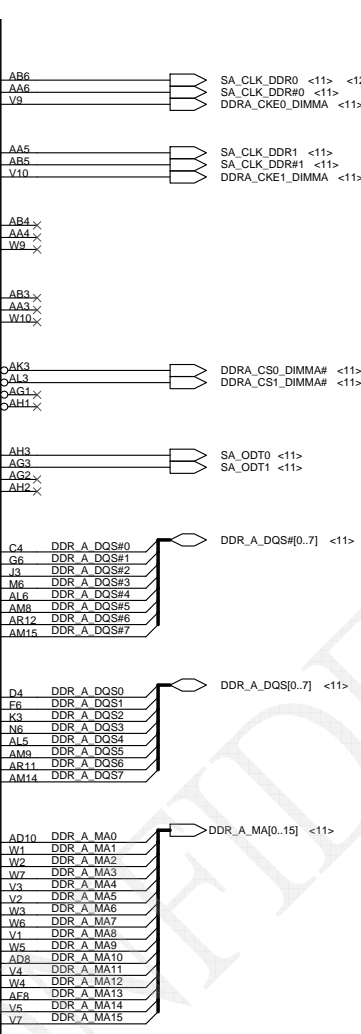 AB6 SA_CLK_DDR0 <11>
AA6 SA_CLK_DDR#0 <11>
V9 DDRA_CKE0_DIMMA <11>
AA5 SA_CLK_DDR1 <11>
AB5 SA_CLK_DDR#1 <11>
V10 DDRA_CKE1_DIMMA <11>
AB4
AA4
W9
AB3
AA3
W10
AK3 DDRA_CS0_DIMMA# <11>
AL3 DDRA_CS1_DIMMA# <11>
AG1
AH1
AH3 SA_ODT0 <11>
AG3 SA_ODT1 <11>
AG2
AH2
DDR_A_DQS#[0..7] <11>
C4 DDR_A_DQS#0
G6 DDR_A_DQS#1
J3 DDR_A_DQS#2
M6 DDR_A_DQS#3
AL6 DDR_A_DQS#4
AM8 DDR_A_DQS#5
AR12 DDR_A_DQS#6
AM15 DDR_A_DQS#7
DDR_A_DQS[0..7] <11>
D4 DDR_A_DQS0
F6 DDR_A_DQS1
K3 DDR_A_DQS2
N6 DDR_A_DQS3
AL5 DDR_A_DQS4
AM9 DDR_A_DQS5
AR11 DDR_A_DQS6
AM14 DDR_A_DQS7
DDR_A_MA[0..15] <11>
AD10 DDR_A_MA0
W1 DDR_A_MA1
W2 DDR_A_MA2
W7 DDR_A_MA3
V3 DDR_A_MA4
V2 DDR_A_MA5
W3 DDR_A_MA6
W6 DDR_A_MA7
V1 DDR_A_MA8
W5 DDR_A_MA9
AD8 DDR_A_MA10
V4 DDR_A_MA11
W4 DDR_A_MA12
AF8 DDR_A_MA13
V5 DDR_A_MA14
V7 DDR_A_MA15